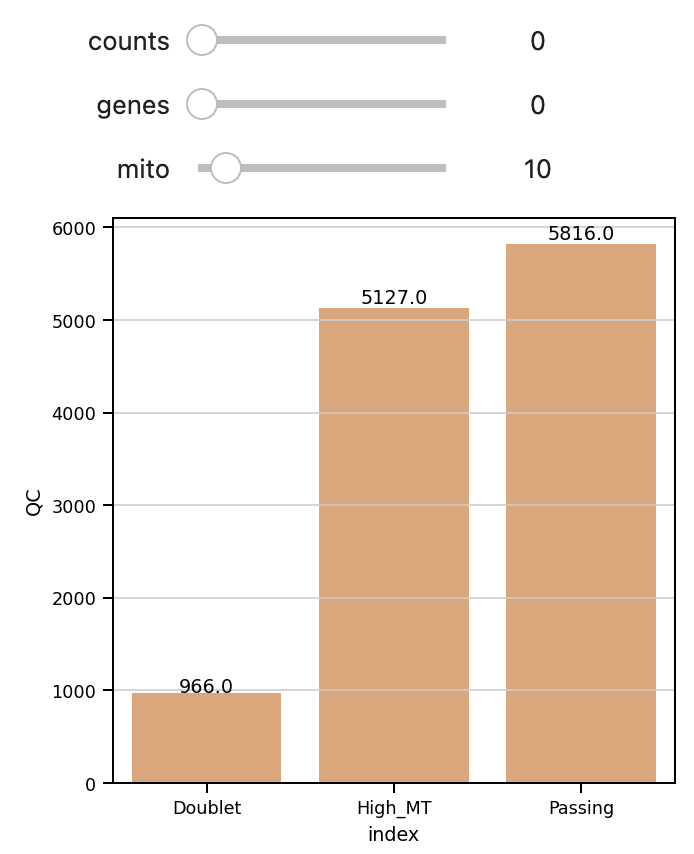 counts 0
genes 0
mito 10
6000
5816.0
5127.0
5000
4000
QC
3000
2000
966.0
1000
0
Doublet High_MT Passing
index